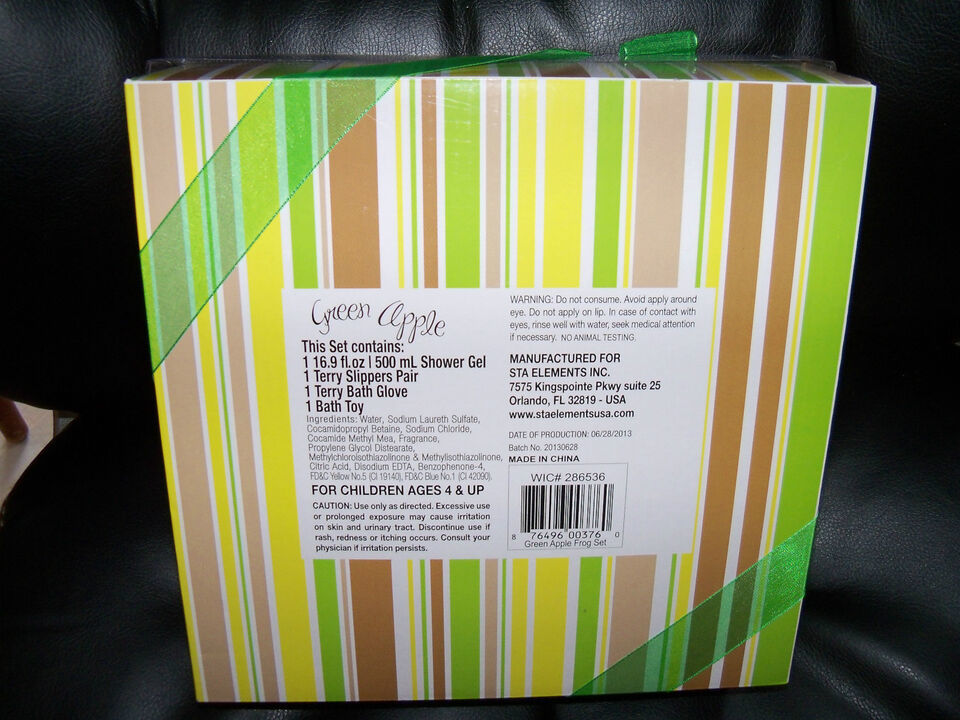 Green Apple
This Set contains:
1 16.9 fl.oz | 500 mL Shower Gel
1 Terry Slippers Pair
1 Terry Bath Glove
1 Bath Toy
Ingredients: Water, Sodium Laureth Sulfate,
Cocamidopropyl Betaine, Sodium Chloride,
Cocamide Methyl Mea, Fragrance,
Propylene Glycol Distearate,
Methylchloroisothiazolinone & Methylisothiazolinone,
Citric Acid, Disodium EDTA, Benzophenone-4,
FD&C Yellow No.5 (CI 19140), FD&C Blue No.1 (CI 42090).
FOR CHILDREN AGES 4 & UP
CAUTION: Use only as directed. Excessive use
or prolonged exposure may cause irritation
on skin and urinary tract. Discontinue use if
rash, redness or itching occurs. Consult your
physician if irritation persists.
WARNING: Do not consume. Avoid apply around
eye. Do not apply on lip. In case of contact with
eyes, rinse well with water, seek medical attention
if necessary. NO ANIMAL TESTING.
MANUFACTURED FOR
STA ELEMENTS INC.
7575 Kingspointe Pkwy suite 25
Orlando, FL 32819 - USA
www.staelementsusa.com
DATE OF PRODUCTION: 06/28/2013
Batch No. 20130628
MADE IN CHINA
WIC# 286536
8 76496 00376 0
Green Apple Frog Set